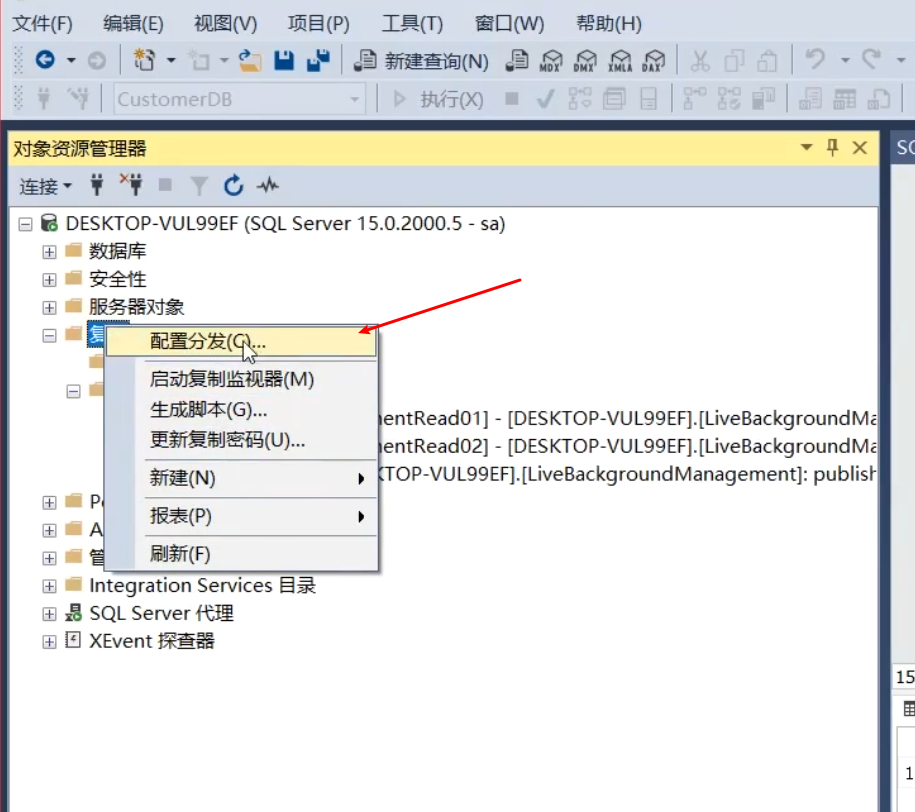 文件(F) 编辑(E) 视图(V) 项目(P) 工具(T) 窗口(W) 帮助(H)
新建查询(N) MDX DMX XMLA DAX
CustomerDB 执行(X)
对象资源管理器
连接
DESKTOP-VUL99EF (SQL Server 15.0.2000.5 - sa)
数据库
安全性
服务器对象
配置分发(C)...
启动复制监视器(M)
生成脚本(G)...
entRead01] - [DESKTOP-VUL99EF].[LiveBackgroundMa
更新复制密码(U)...
entRead02] - [DESKTOP-VUL99EF].[LiveBackgroundMa
新建(N)
KTOP-VUL99EF].[LiveBackgroundManagement]: publish
报表(P)
刷新(F)
管
Integration Services 目录
SQL Server 代理
XEvent 探查器
15
1